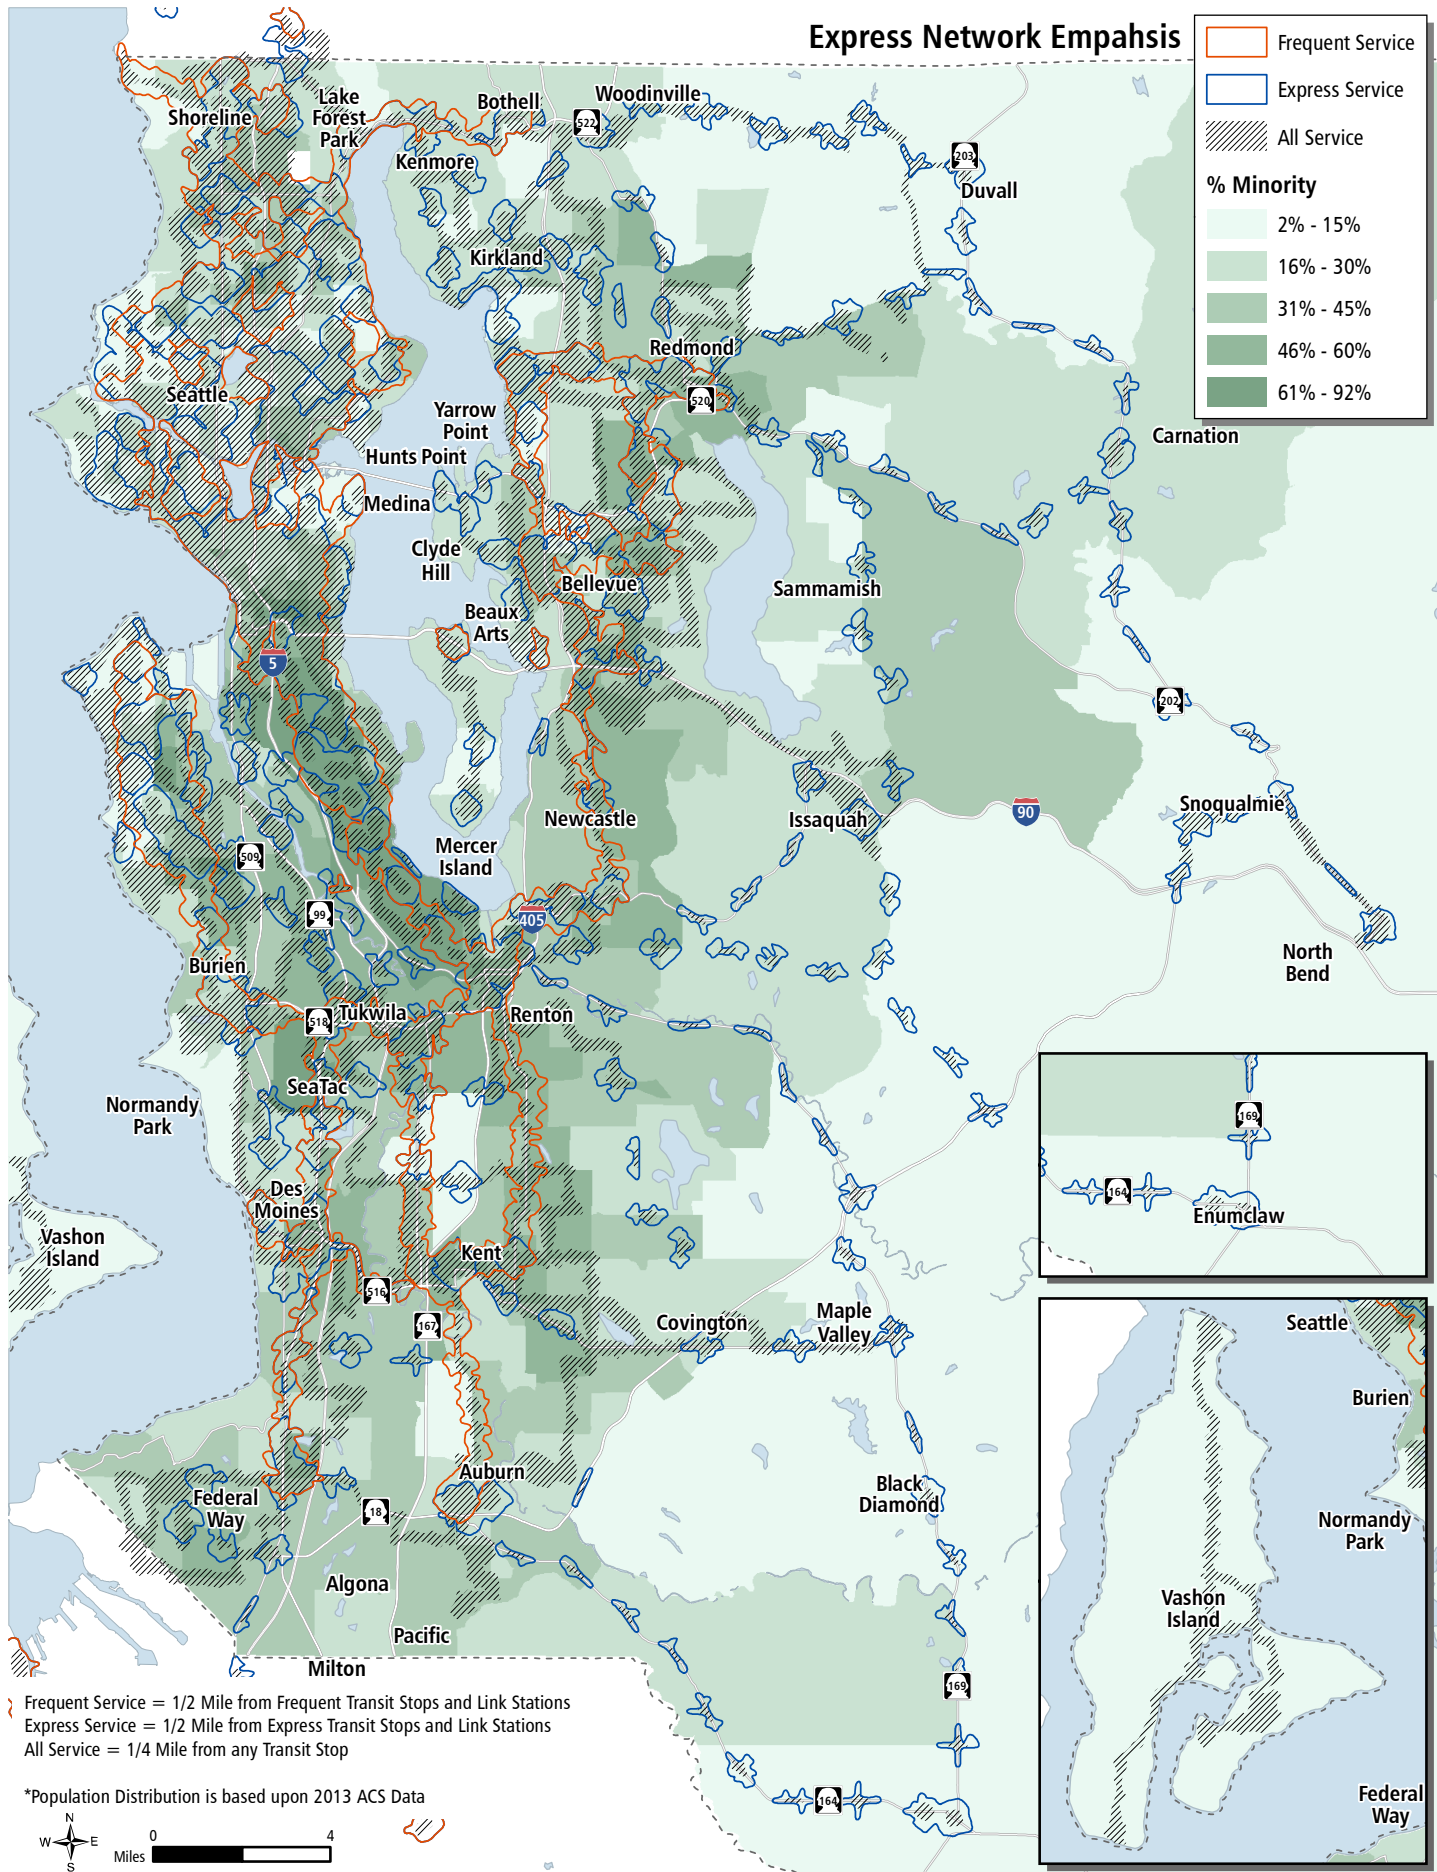 Express Network Empahsis
Frequent Service
Express Service
All Service
% Minority
2% - 15%
16% - 30%
31% - 45%
46% - 60%
61% - 92%
Shoreline
Lake
Forest
Park
Bothell
Woodinville
522
Kenmore
203
Duvall
Kirkland
Redmond
520
Seattle
Yarrow
Point
Hunts Point
Medina
Carnation
Clyde
Hill
Bellevue
Sammamish
Beaux
Arts
5
202
Newcastle
Issaquah
90
Snoqualmie
Mercer
Island
509
99
405
Burien
North
Bend
518
Tukwila
Renton
SeaTac
Normandy
Park
Des
Moines
Vashon
Island
Kent
516
167
Covington
Maple
Valley
Auburn
Federal
Way
18
Black
Diamond
Algona
Pacific
Milton
169
164
169
164
Enumclaw
Seattle
Burien
Normandy
Park
Vashon
Island
Federal
Way
Frequent Service = 1/2 Mile from Frequent Transit Stops and Link Stations
Express Service = 1/2 Mile from Express Transit Stops and Link Stations
All Service = 1/4 Mile from any Transit Stop
*Population Distribution is based upon 2013 ACS Data
N
W E
S
0 4
Miles